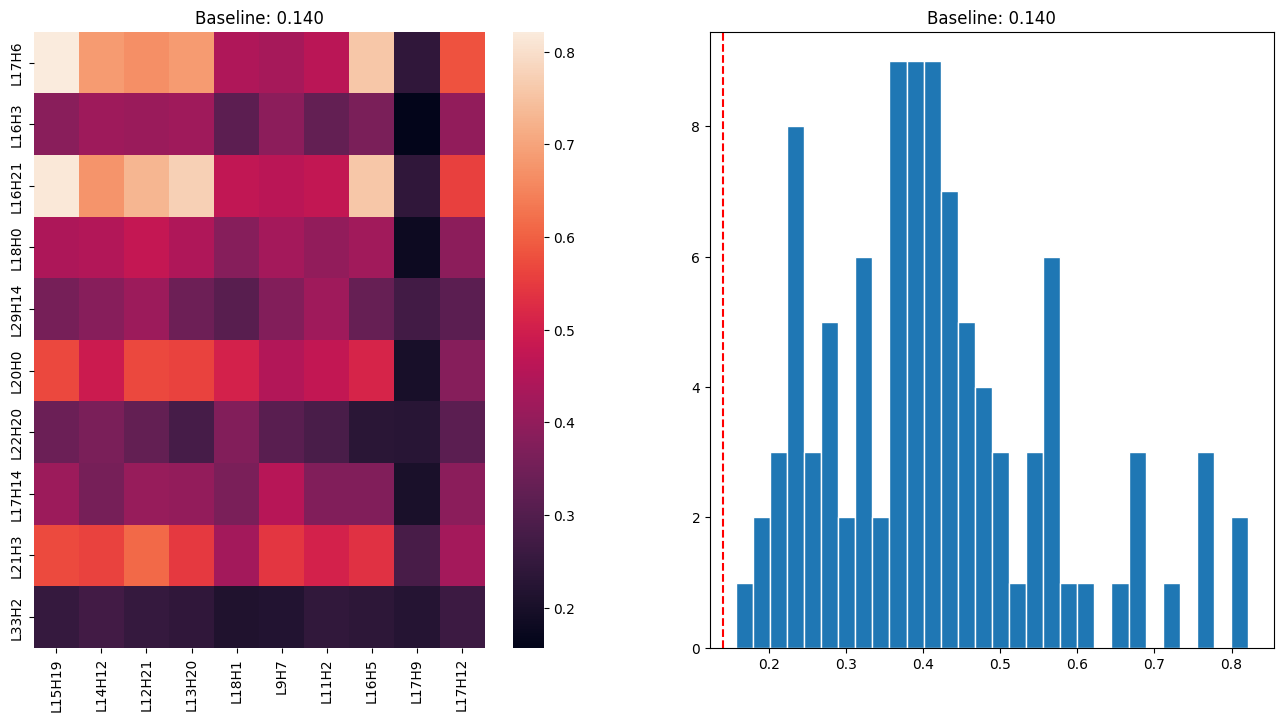 Baseline: 0.140
L17H6
L16H3
L16H21
L18H0
L29H14
L20H0
L22H20
L17H14
L21H3
L33H2
L15H19
L14H12
L12H21
L13H20
L18H1
L9H7
L11H2
L16H5
L17H9
L17H12
0.8
0.7
0.6
0.5
0.4
0.3
0.2
Baseline: 0.140
8
6
4
2
0
0.2 0.3 0.4 0.5 0.6 0.7 0.8